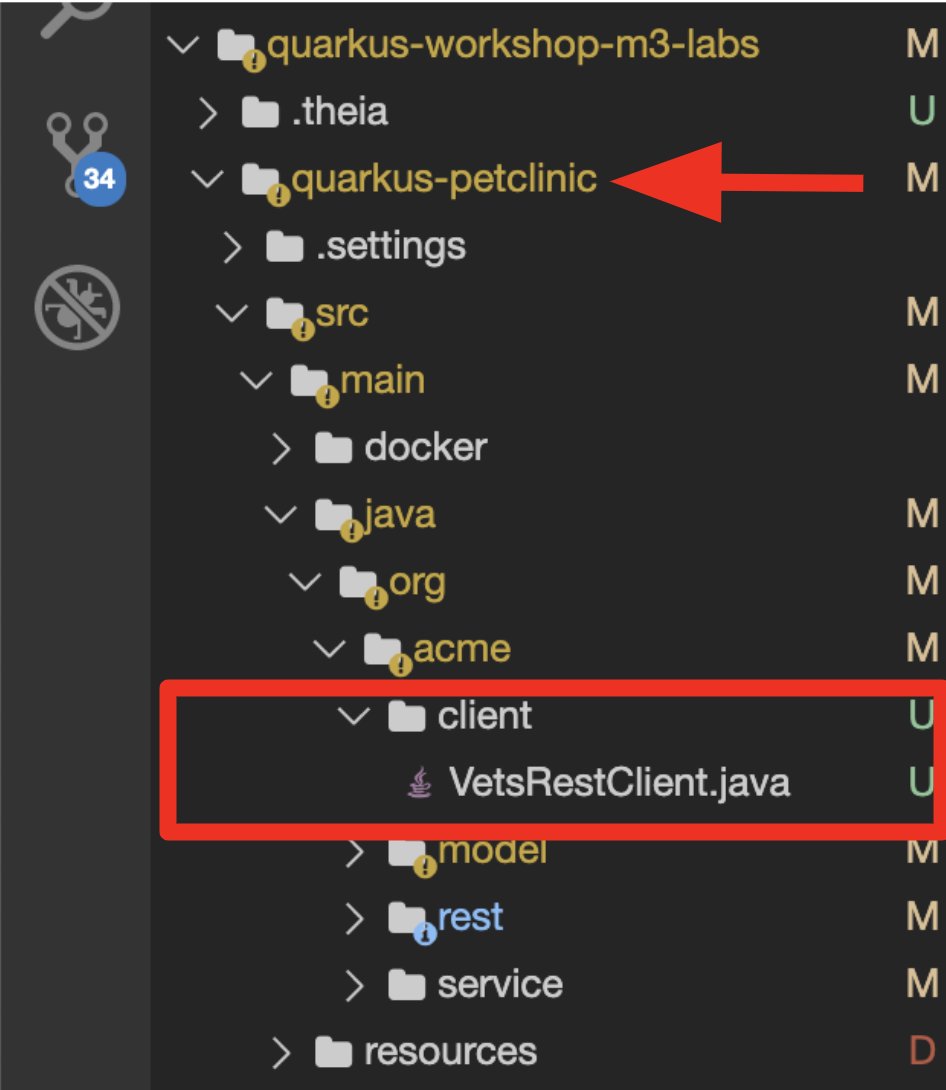 quarkus-workshop-m3-labs M
.theia U
quarkus-petclinic M
34
.settings
src M
main M
docker
java M
org M
acme M
client U
VetsRestClient.java U
model M
rest M
service M
resources D